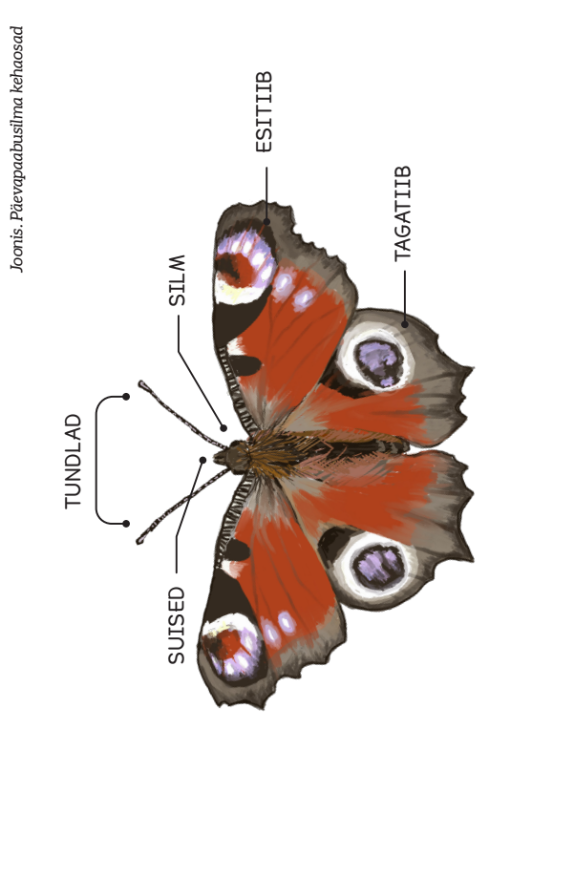 Joonis. Päevapaabusilma kehaosad
TUNDLAD
SUISED
SILM
ESITIIB
TAGATIIB